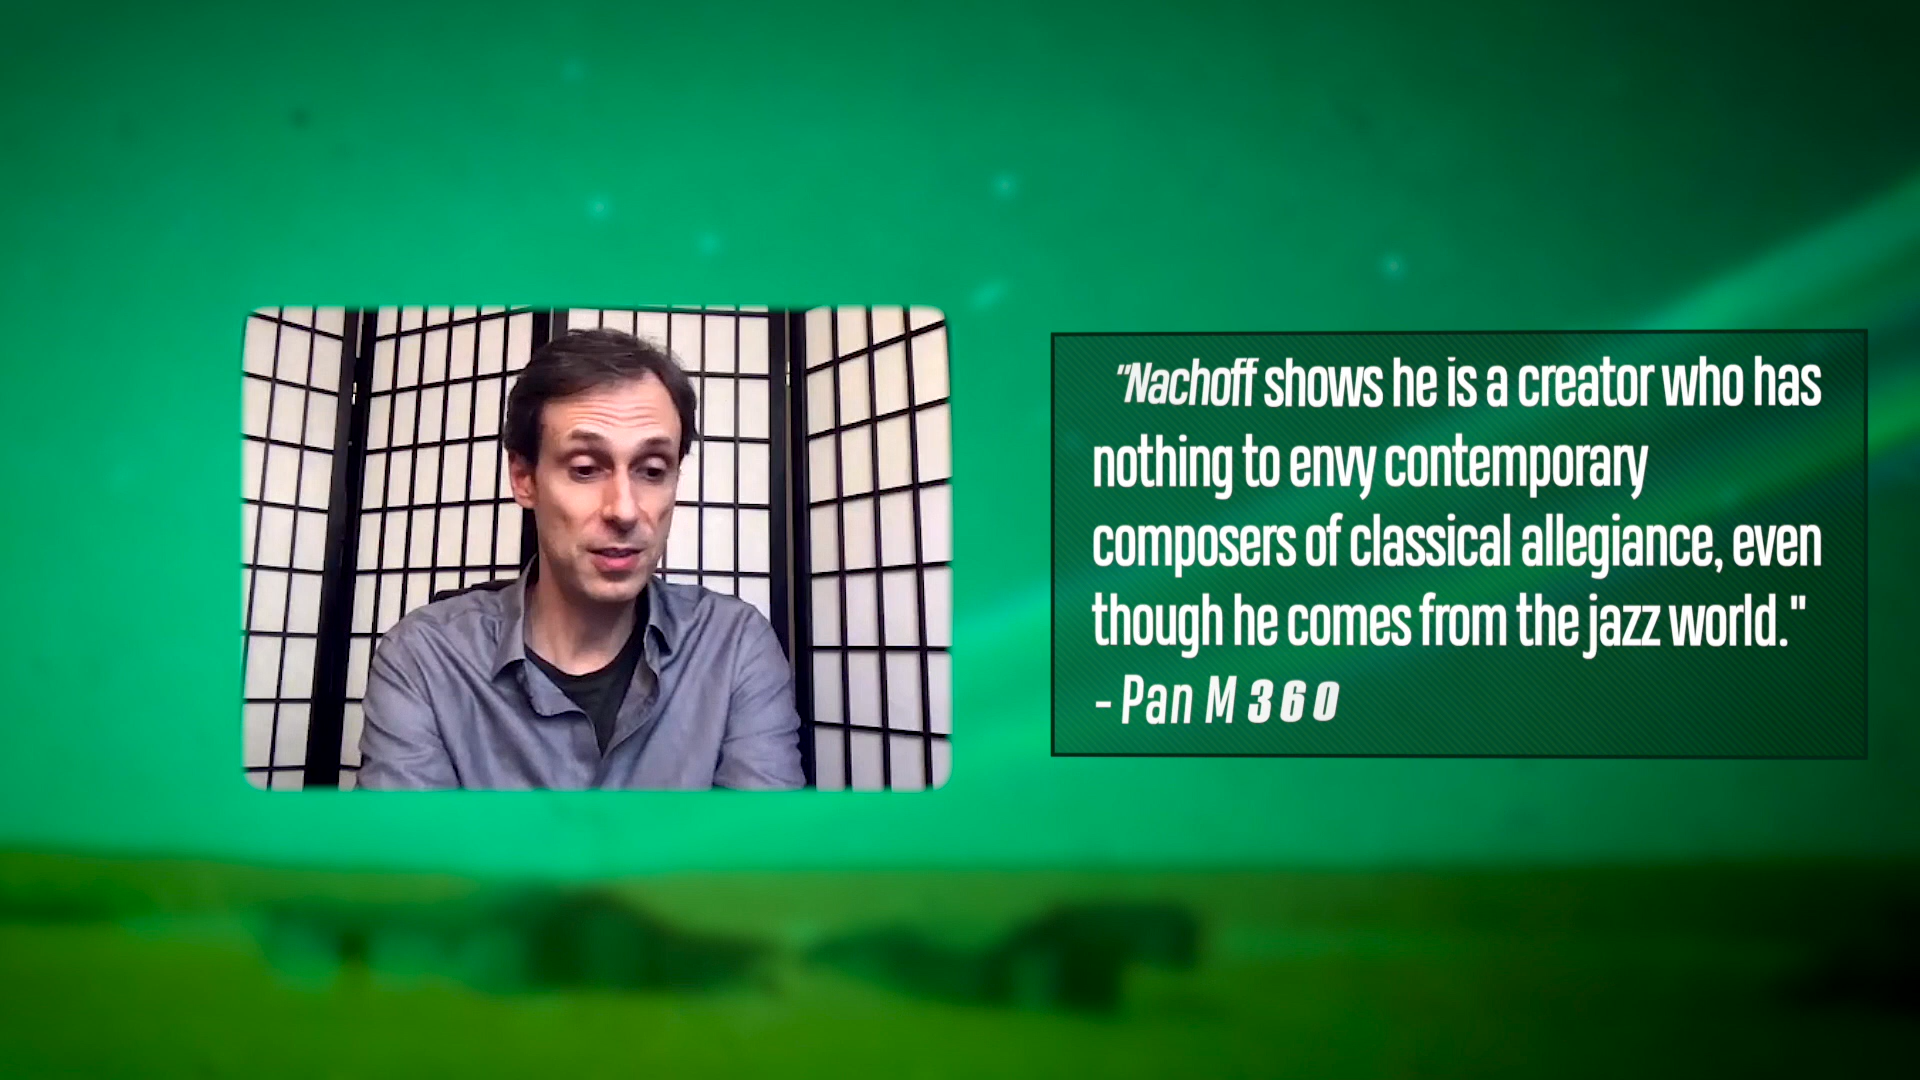 "Nachoff shows he is a creator who has
nothing to envy contemporary
composers of classical allegiance, even
though he comes from the jazz world."
- Pan M 360